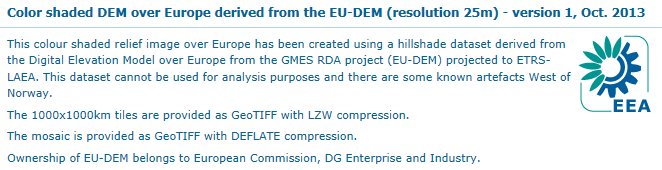 Color shaded DEM over Europe derived from the EU-DEM (resolution 25m) - version 1, Oct. 2013
This colour shaded relief image over Europe has been created using a hillshade dataset derived from
the Digital Elevation Model over Europe from the GMES RDA project (EU-DEM) projected to ETRS-
LAEA. This dataset cannot be used for analysis purposes and there are some known artefacts West of
Norway.
The 1000x1000km tiles are provided as GeoTIFF with LZW compression.
The mosaic is provided as GeoTIFF with DEFLATE compression.
Ownership of EU-DEM belongs to European Commission, DG Enterprise and Industry.
EEA